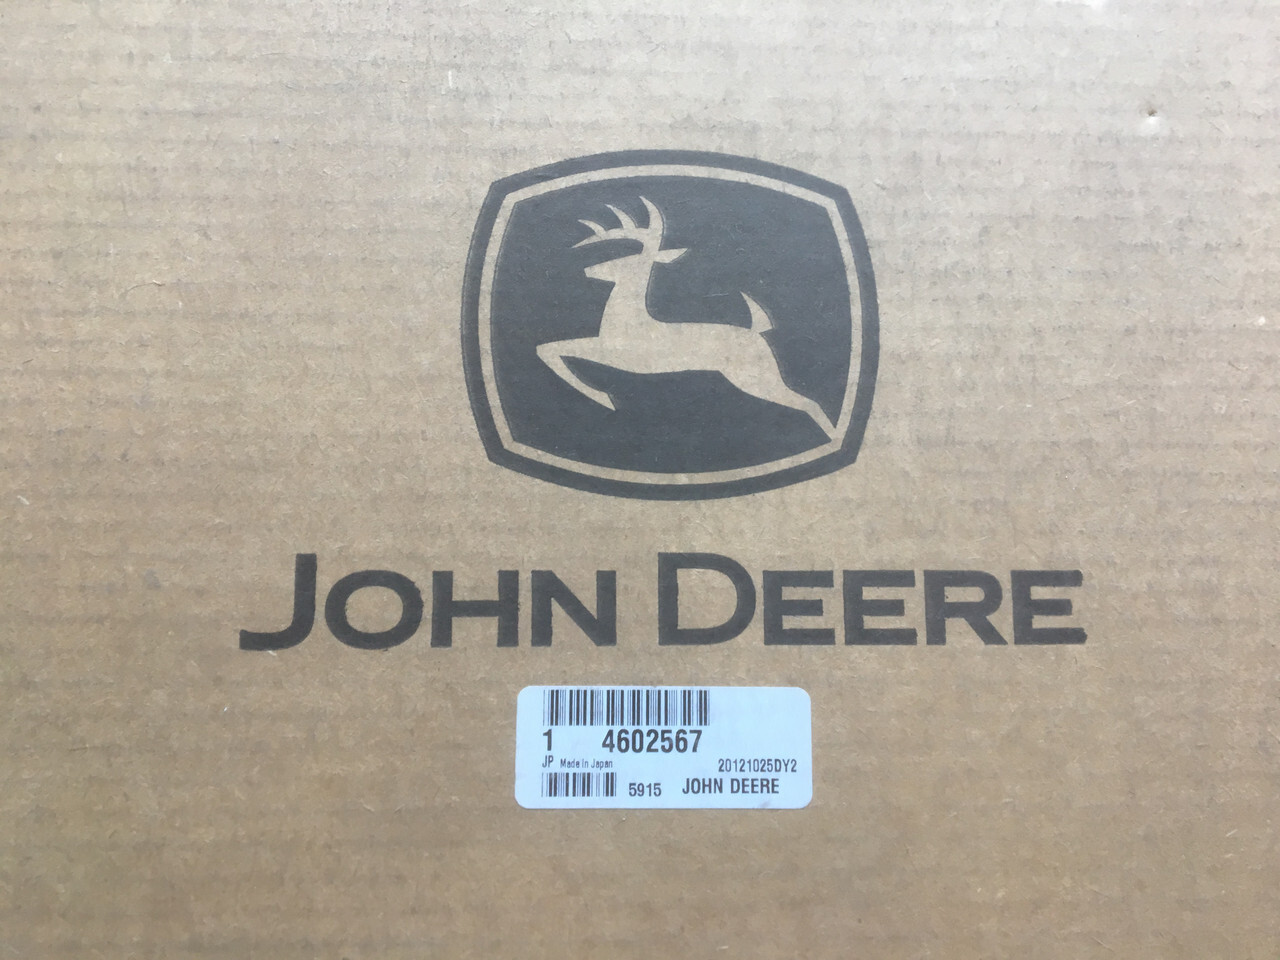 JOHN DEERE
1 4602567
JP Made in Japan 20121025DY2
5915 JOHN DEERE